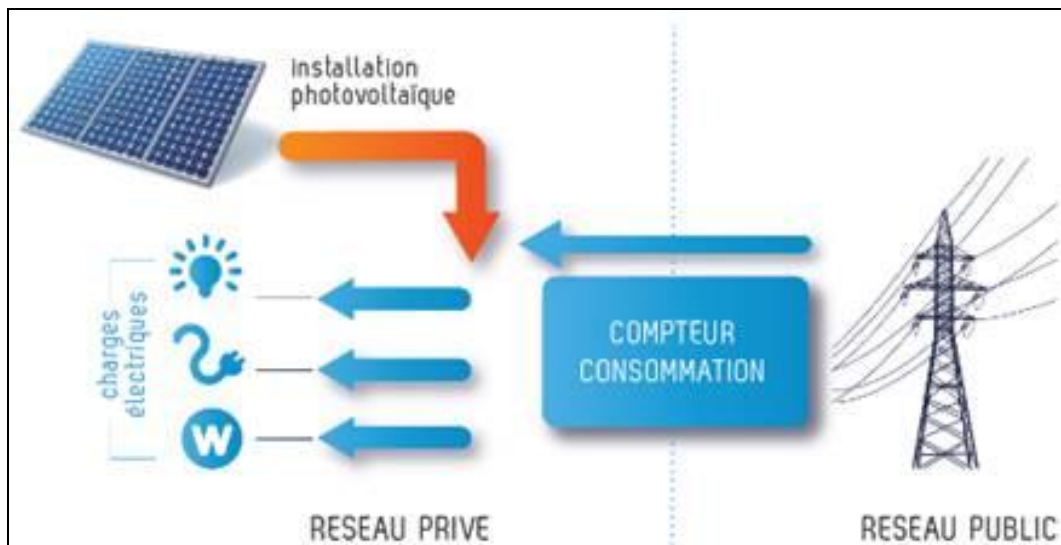 installation
photovoltaïque
charges
électriques
W
COMPTEUR
CONSOMMATION
RESEAU PRIVE
RESEAU PUBLIC